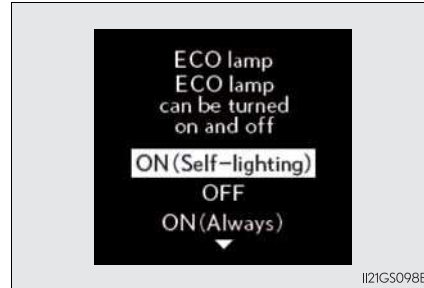 ECO lamp
ECO lamp
can be turned
on and off
ON(Self-lighting)
OFF
ON(Always)
II21GS098E